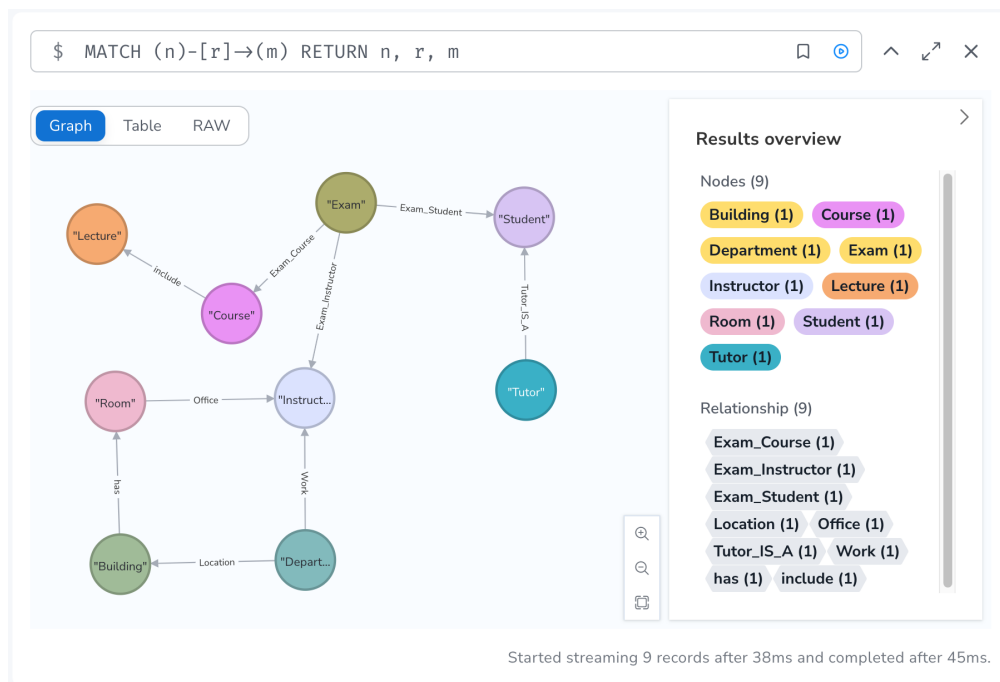 $ MATCH (n)-[r]->(m) RETURN n, r, m
Graph Table RAW
"Exam"
Exam_Student
"Student"
"Lecture"
include
Exam_Course
"Course"
Exam_Instructor
Tutor_IS_A
"Room"
Office
"Instruct...
"Tutor"
has
Work
"Building"
Location
"Depart...
Results overview
Nodes (9)
Building (1) Course (1)
Department (1) Exam (1)
Instructor (1) Lecture (1)
Room (1) Student (1)
Tutor (1)
Relationship (9)
Exam_Course (1)
Exam_Instructor (1)
Exam_Student (1)
Location (1) Office (1)
Tutor_IS_A (1) Work (1)
has (1) include (1)
Started streaming 9 records after 38ms and completed after 45ms.